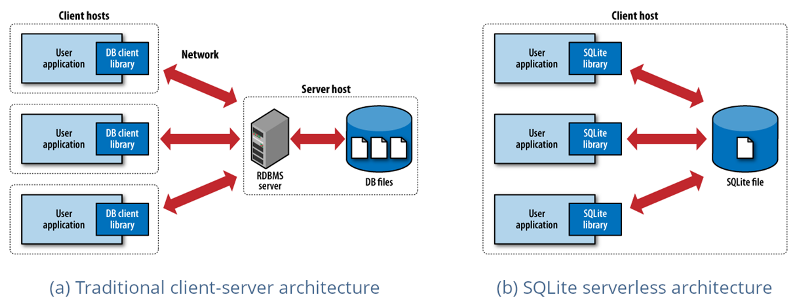 Client hosts
User
application
DB client
library
Network
User
application
DB client
library
User
application
DB client
library
Server host
RDBMS
server
DB files
(a) Traditional client-server architecture
Client host
User
application
SQLite
library
User
application
SQLite
library
User
application
SQLite
library
SQLite file
(b) SQLite serverless architecture